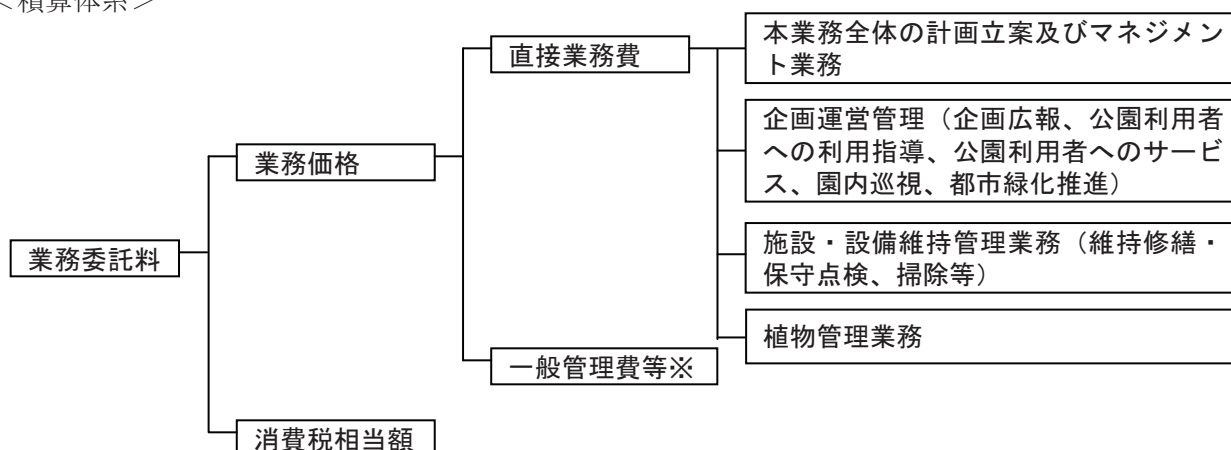 ＜積算体系＞
直接業務費
本業務全体の計画立案及びマネジメン
ト業務
企画運営管理（企画広報、公園利用者
への利用指導、公園利用者へのサービ
ス、園内巡視、都市緑化推進）
業務価格
業務委託料
施設・設備維持管理業務（維持修繕・
保守点検、掃除等）
植物管理業務
一般管理費等※
消費税相当額